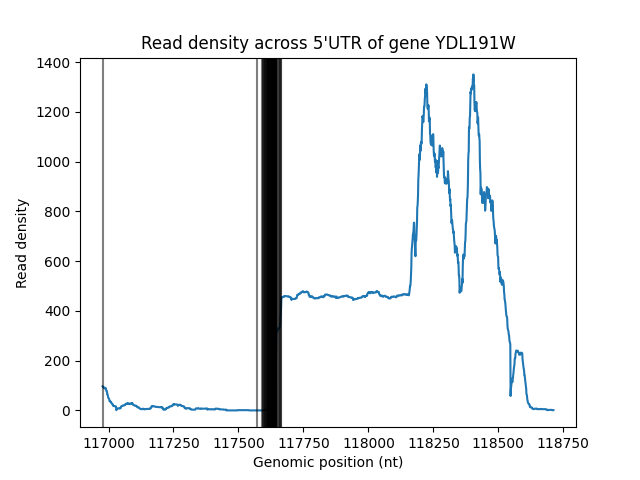 Read density across 5'UTR of gene YDL191W
1400
1200
1000
800
600
400
200
0
Read density
117000 117250 117500 117750 118000 118250 118500 118750
Genomic position (nt)